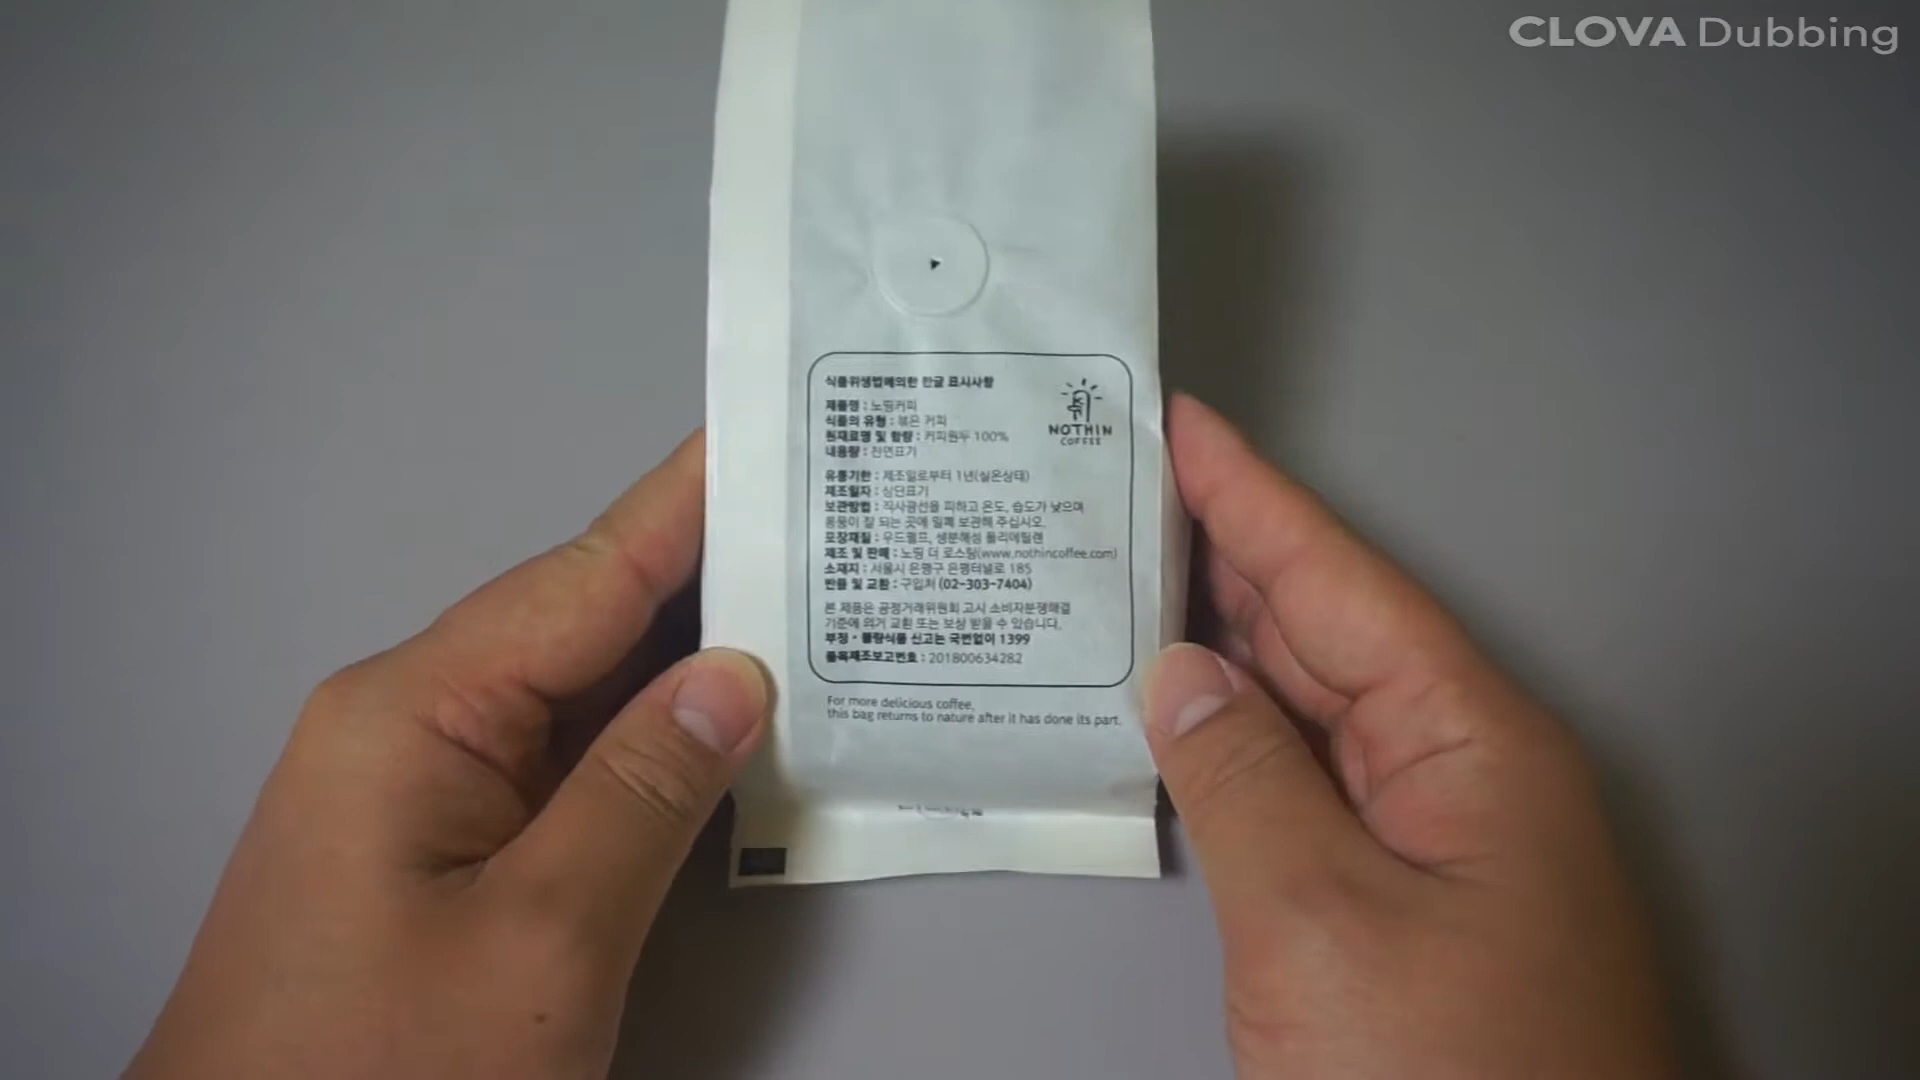 CLOVA Dubbing
식품위생법에의한 한글 표시사항
NOTHIN
COFFEE
제품명 : 노띵커피
식품의 유형 : 볶은 커피
원재료명 및 함량 : 커피원두 100%
내용량 : 전면표기
유통기한 : 제조일로부터 1년(실온상태)
제조일자 : 상단표기
보관방법 : 직사광선을 피하고 온도, 습도가 낮으며
통풍이 잘 되는 곳에 밀폐 보관해 주십시오.
포장재질 : 우드펄프, 생분해성 폴리에틸렌
제조 및 판매 : 노띵 더 로스팅(www.nothincoffee.com)
소재지 : 서울시 은평구 은평터널로 185
반품 및 교환 : 구입처 (02-303-7404)
본 제품은 공정거래위원회 고시 소비자분쟁해결
기준에 의거 교환 또는 보상 받을 수 있습니다.
부정・불량식품 신고는 국번없이 1399
품목제조보고번호 : 201800634282
For more delicious coffee,
this bag returns to nature after it has done its part.